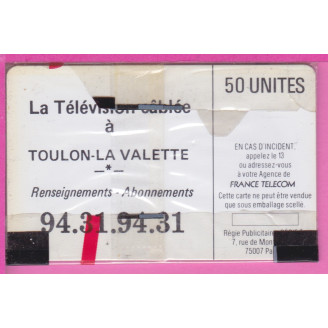 50 UNITES
La Télévision câblée
à
TOULON-LA VALETTE
—*—
Renseignements - Abonnements
94.31.94.31
EN CAS D'INCIDENT
appelez le 13
ou adressez-vous
à votre Agence de
FRANCE TELECOM
Cette carte ne peut être vendue
que sous emballage scellé.
Régie Publicitaire
7, rue de
75007